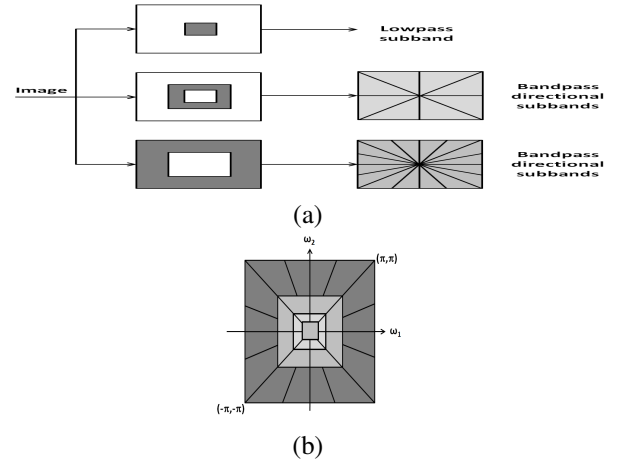 Lowpass
subband
Image
Bandpass
directional
subbands
Bandpass
directional
subbands
(a)
ω₂
(π,π)
ω₁
(-π,-π)
(b)